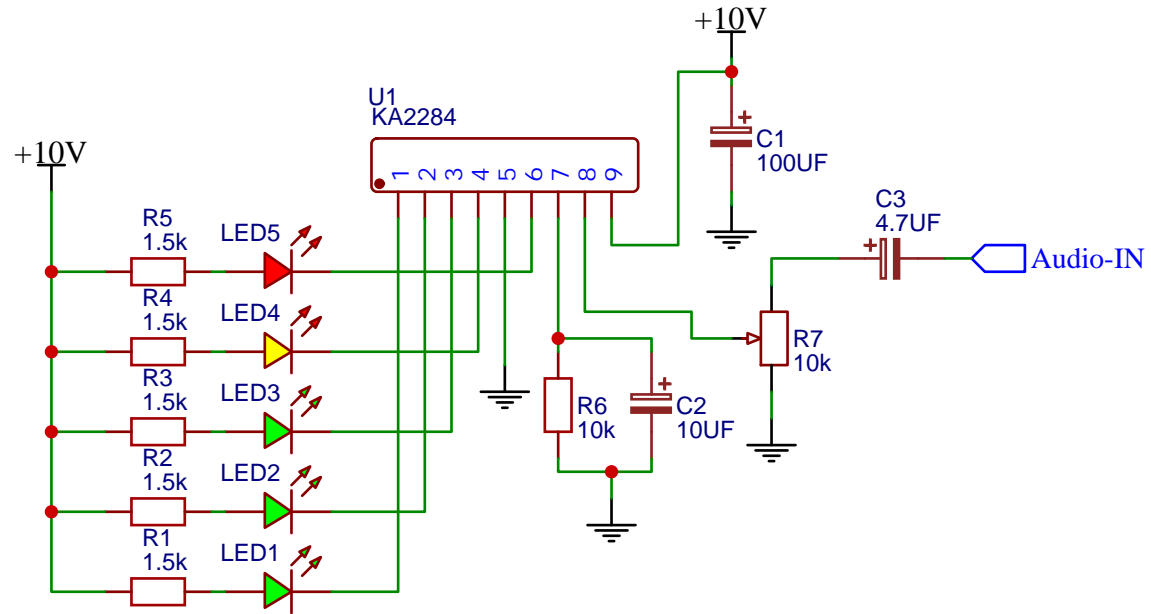 +10V
U1
KA2284
1 2 3 4 5 6 7 8 9
+
C1
100UF
+10V
R5
1.5k
LED5
C3
4.7UF
+
Audio-IN
R4
1.5k
LED4
R7
10k
R3
1.5k
LED3
R6
10k
+
C2
10UF
R2
1.5k
LED2
R1
1.5k
LED1